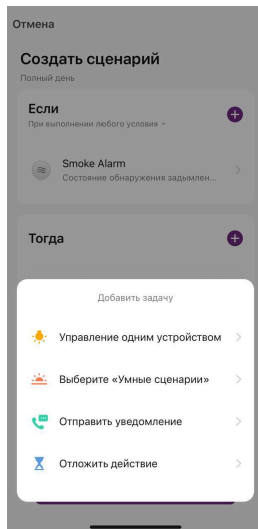 Отмена
Создать сценарий
Полный день
Если
При выполнении любого условия
Smoke Alarm
Состояние обнаружения задымлен...
Тогда
Добавить задачу
Управление одним устройством
Выберите «Умные сценарии»
Отправить уведомление
Отложить действие